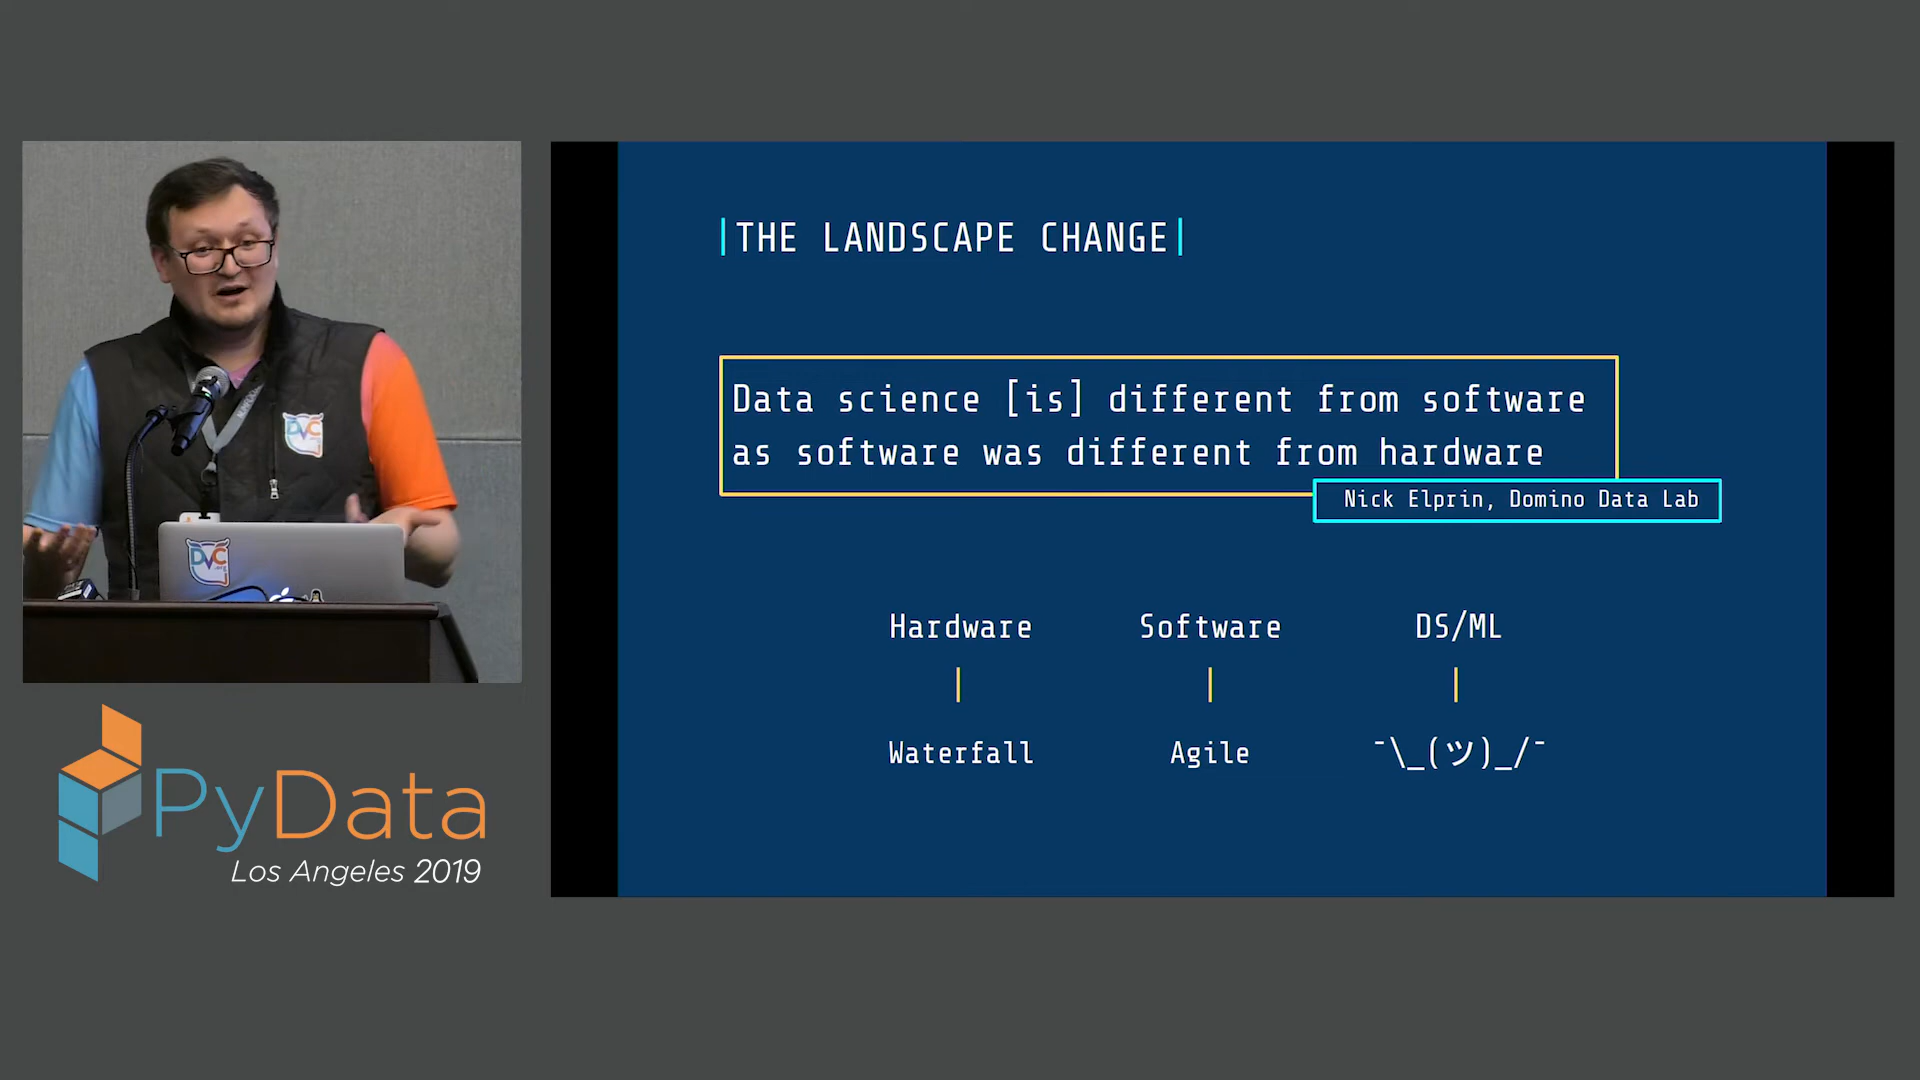 |THE LANDSCAPE CHANGE|
Data science [is] different from software
as software was different from hardware
Nick Elprin, Domino Data Lab
Hardware Software DS/ML
| | |
Waterfall Agile ¯\_(ツ)_/¯
DVC
DVC
.org
PyData
Los Angeles 2019